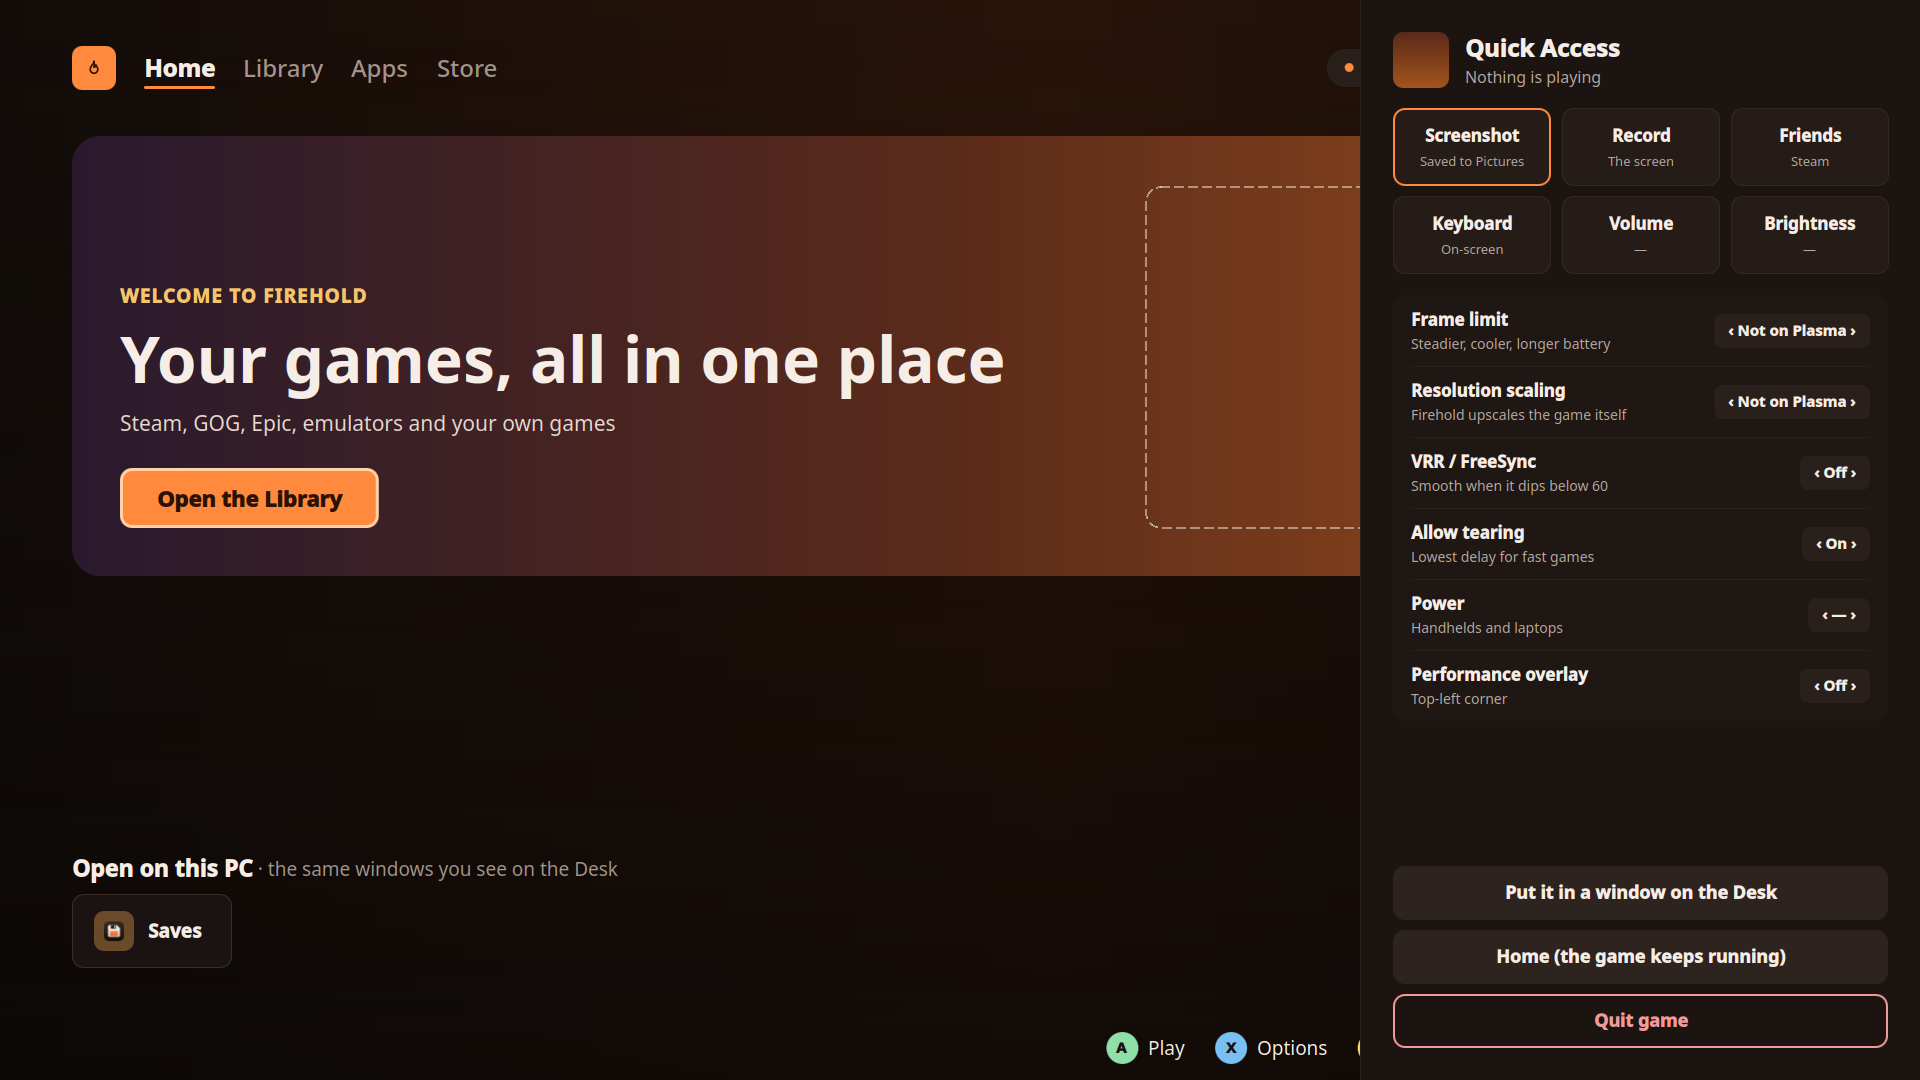 Home Library Apps Store
WELCOME TO FIREHOLD
Your games, all in one place
Steam, GOG, Epic, emulators and your own games
Open the Library
Open on this PC · the same windows you see on the Desk
Saves
A Play X Options
Quick Access
Nothing is playing
Screenshot
Saved to Pictures
Record
The screen
Friends
Steam
Keyboard
On-screen
Volume
—
Brightness
—
Frame limit
Steadier, cooler, longer battery
‹ Not on Plasma ›
Resolution scaling
Firehold upscales the game itself
‹ Not on Plasma ›
VRR / FreeSync
Smooth when it dips below 60
‹ Off ›
Allow tearing
Lowest delay for fast games
‹ On ›
Power
Handhelds and laptops
‹ — ›
Performance overlay
Top-left corner
‹ Off ›
Put it in a window on the Desk
Home (the game keeps running)
Quit game